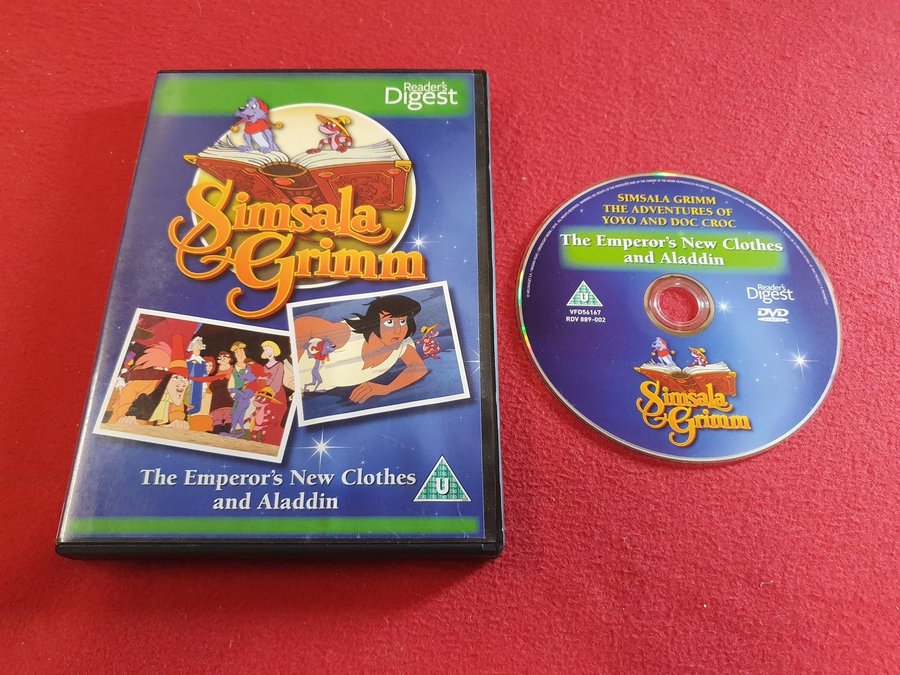 Reader's
Digest
Simsala
Grimm
The Emperor's New Clothes
and Aladdin
U
SIMSALA GRIMM
THE ADVENTURES OF
YOYO AND DOC CROC
The Emperor's New Clothes
and Aladdin
U
VFD56167
RDV 889-002
Reader's
Digest
DVD
Simsala
Grimm